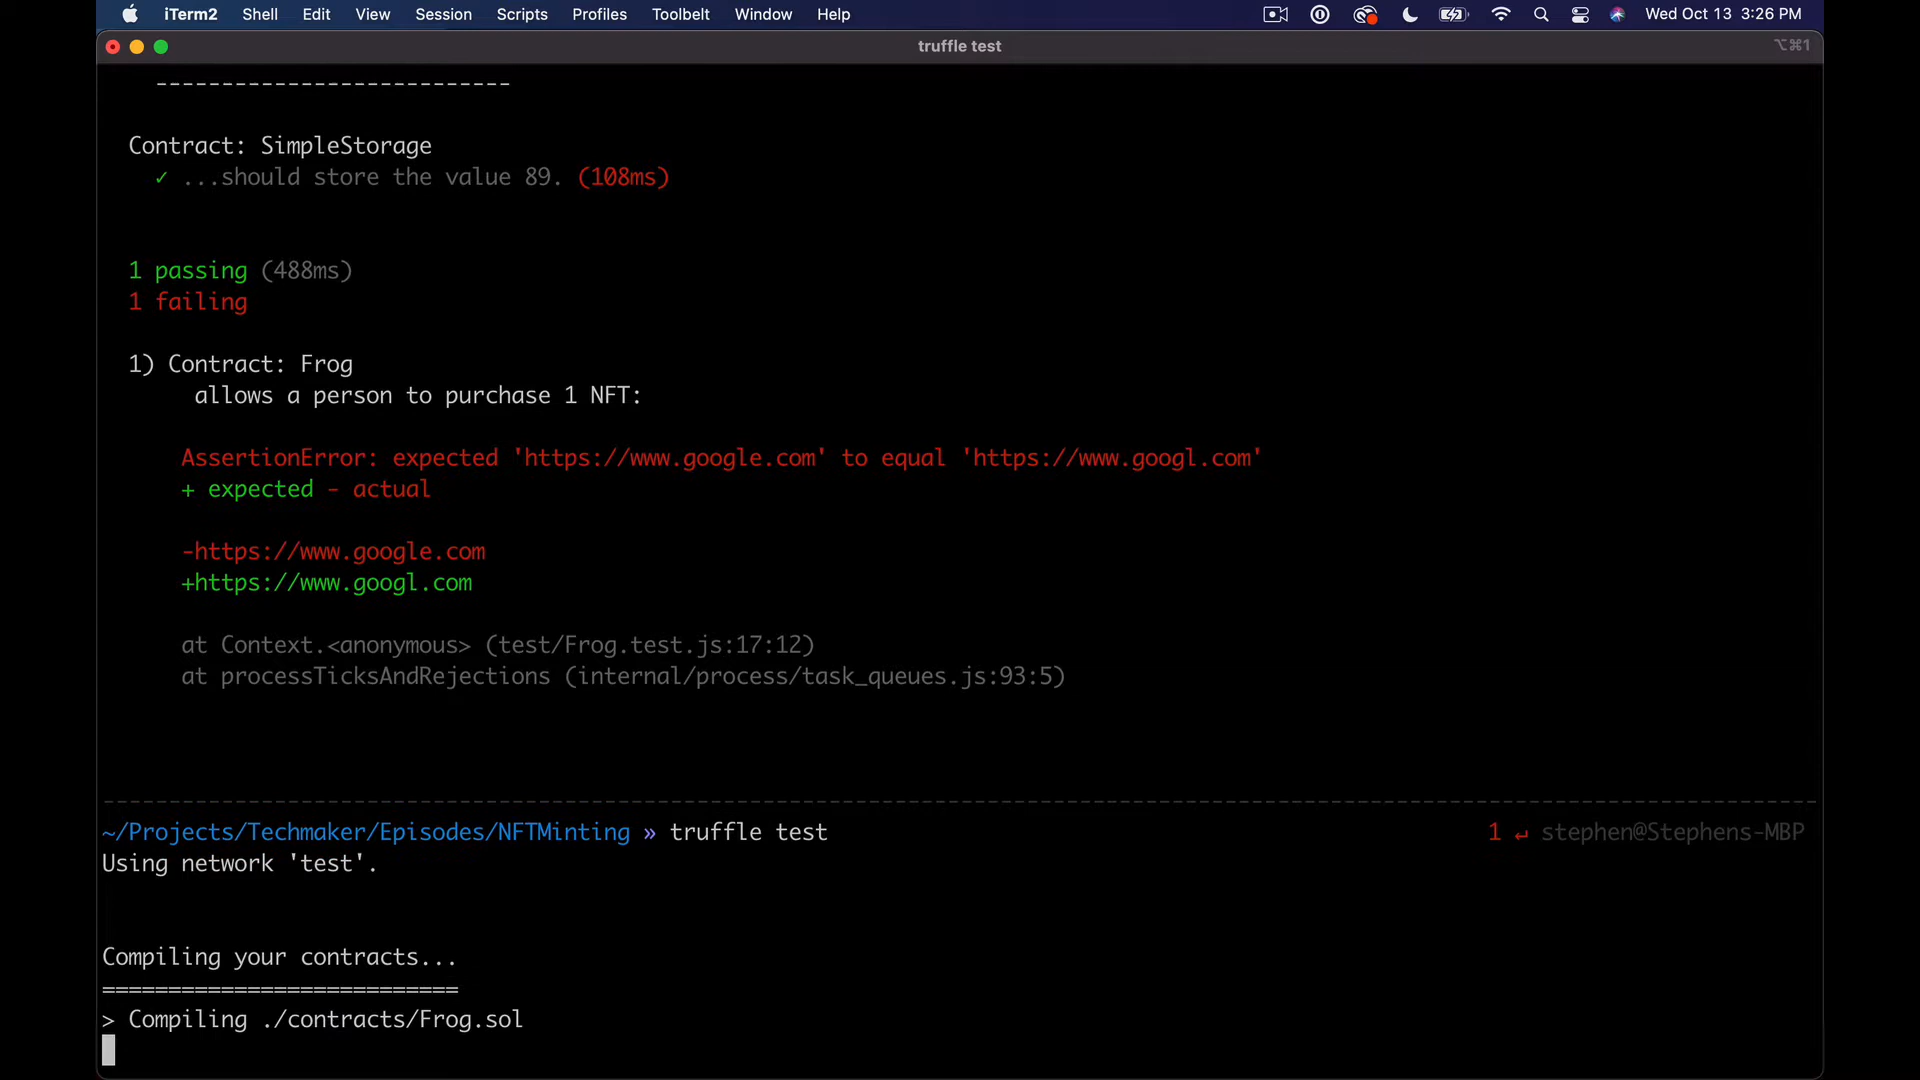 iTerm2 Shell Edit View Session Scripts Profiles Toolbelt Window Help Wed Oct 13 3:26 PM
truffle test ⌥⌘1
---------------------------
Contract: SimpleStorage
✓ ...should store the value 89. (108ms)
1 passing (488ms)
1 failing
1) Contract: Frog
allows a person to purchase 1 NFT:
AssertionError: expected 'https://www.google.com' to equal 'https://www.googl.com'
+ expected - actual
-https://www.google.com
+https://www.googl.com
at Context.<anonymous> (test/Frog.test.js:17:12)
at processTicksAndRejections (internal/process/task_queues.js:93:5)
~/Projects/Techmaker/Episodes/NFTMinting » truffle test 1 ↵ stephen@Stephens-MBP
Using network 'test'.
Compiling your contracts...
===========================
> Compiling ./contracts/Frog.sol